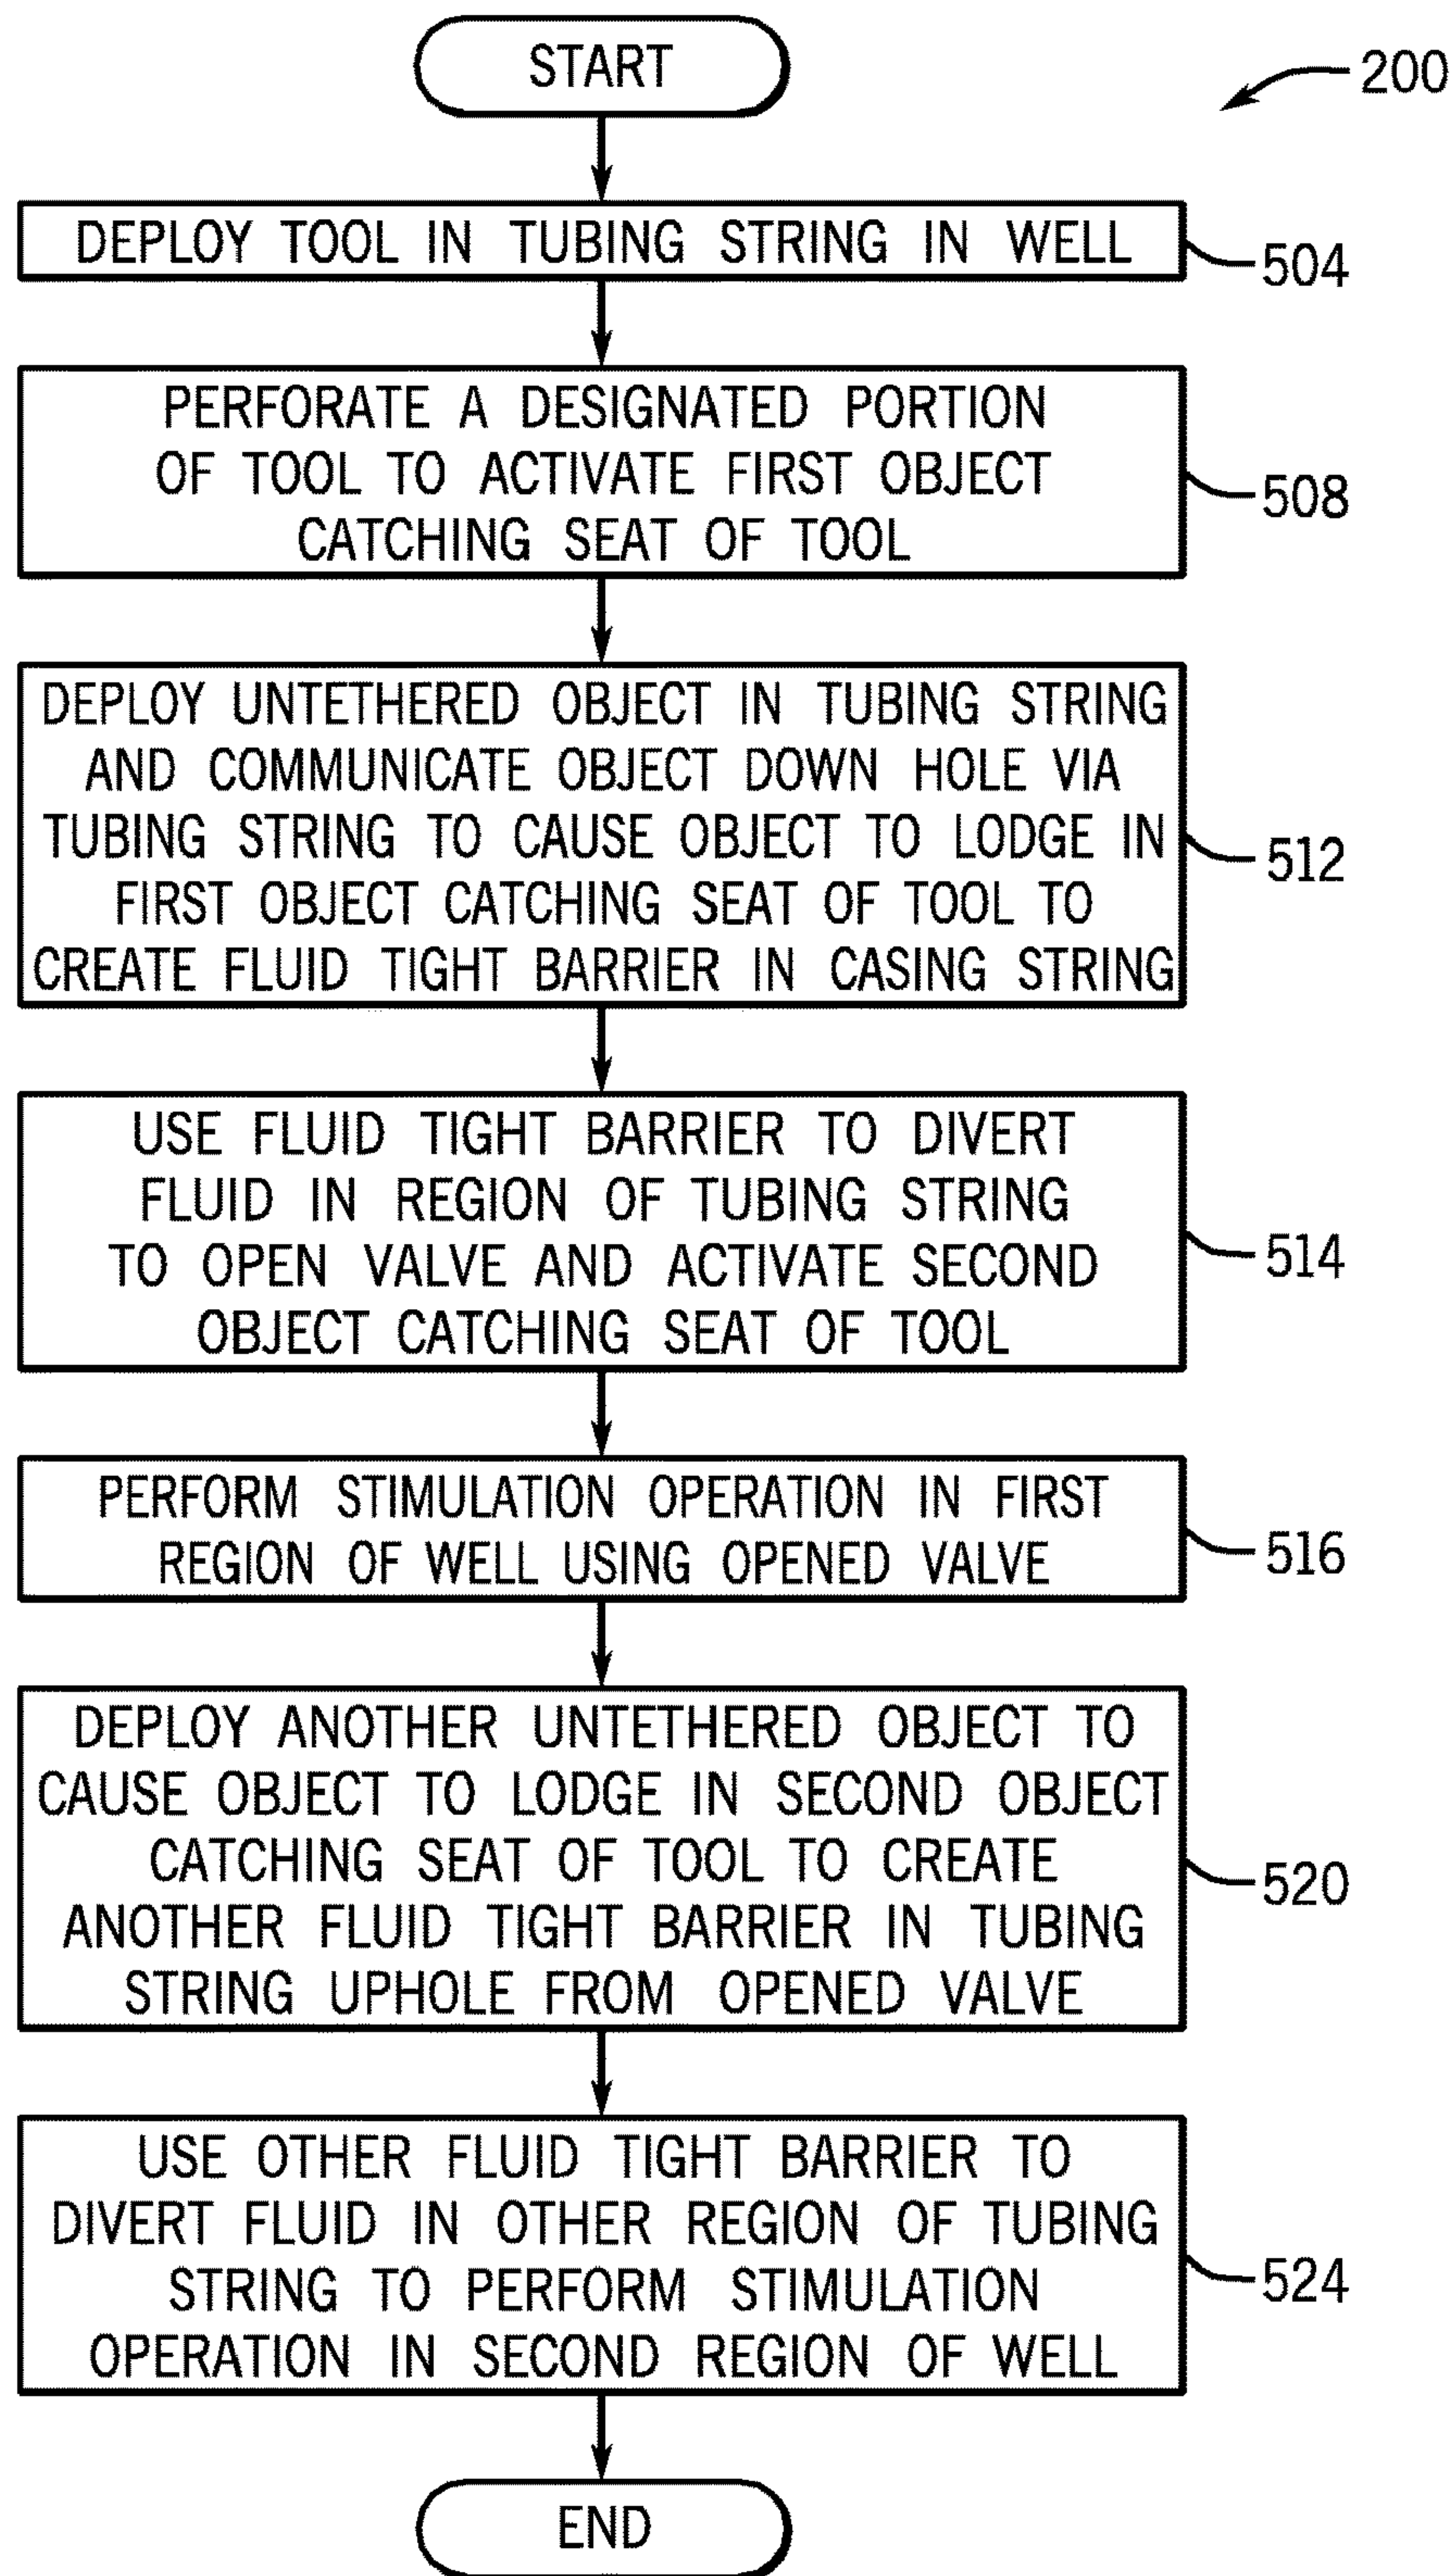 START
200
DEPLOY TOOL IN TUBING STRING IN WELL
504
PERFORATE A DESIGNATED PORTION
OF TOOL TO ACTIVATE FIRST OBJECT
CATCHING SEAT OF TOOL
508
DEPLOY UNTETHERED OBJECT IN TUBING STRING
AND COMMUNICATE OBJECT DOWN HOLE VIA
TUBING STRING TO CAUSE OBJECT TO LODGE IN
FIRST OBJECT CATCHING SEAT OF TOOL TO
CREATE FLUID TIGHT BARRIER IN CASING STRING
512
USE FLUID TIGHT BARRIER TO DIVERT
FLUID IN REGION OF TUBING STRING
TO OPEN VALVE AND ACTIVATE SECOND
OBJECT CATCHING SEAT OF TOOL
514
PERFORM STIMULATION OPERATION IN FIRST
REGION OF WELL USING OPENED VALVE
516
DEPLOY ANOTHER UNTETHERED OBJECT TO
CAUSE OBJECT TO LODGE IN SECOND OBJECT
CATCHING SEAT OF TOOL TO CREATE
ANOTHER FLUID TIGHT BARRIER IN TUBING
STRING UPHOLE FROM OPENED VALVE
520
USE OTHER FLUID TIGHT BARRIER TO
DIVERT FLUID IN OTHER REGION OF TUBING
STRING TO PERFORM STIMULATION
OPERATION IN SECOND REGION OF WELL
524
END